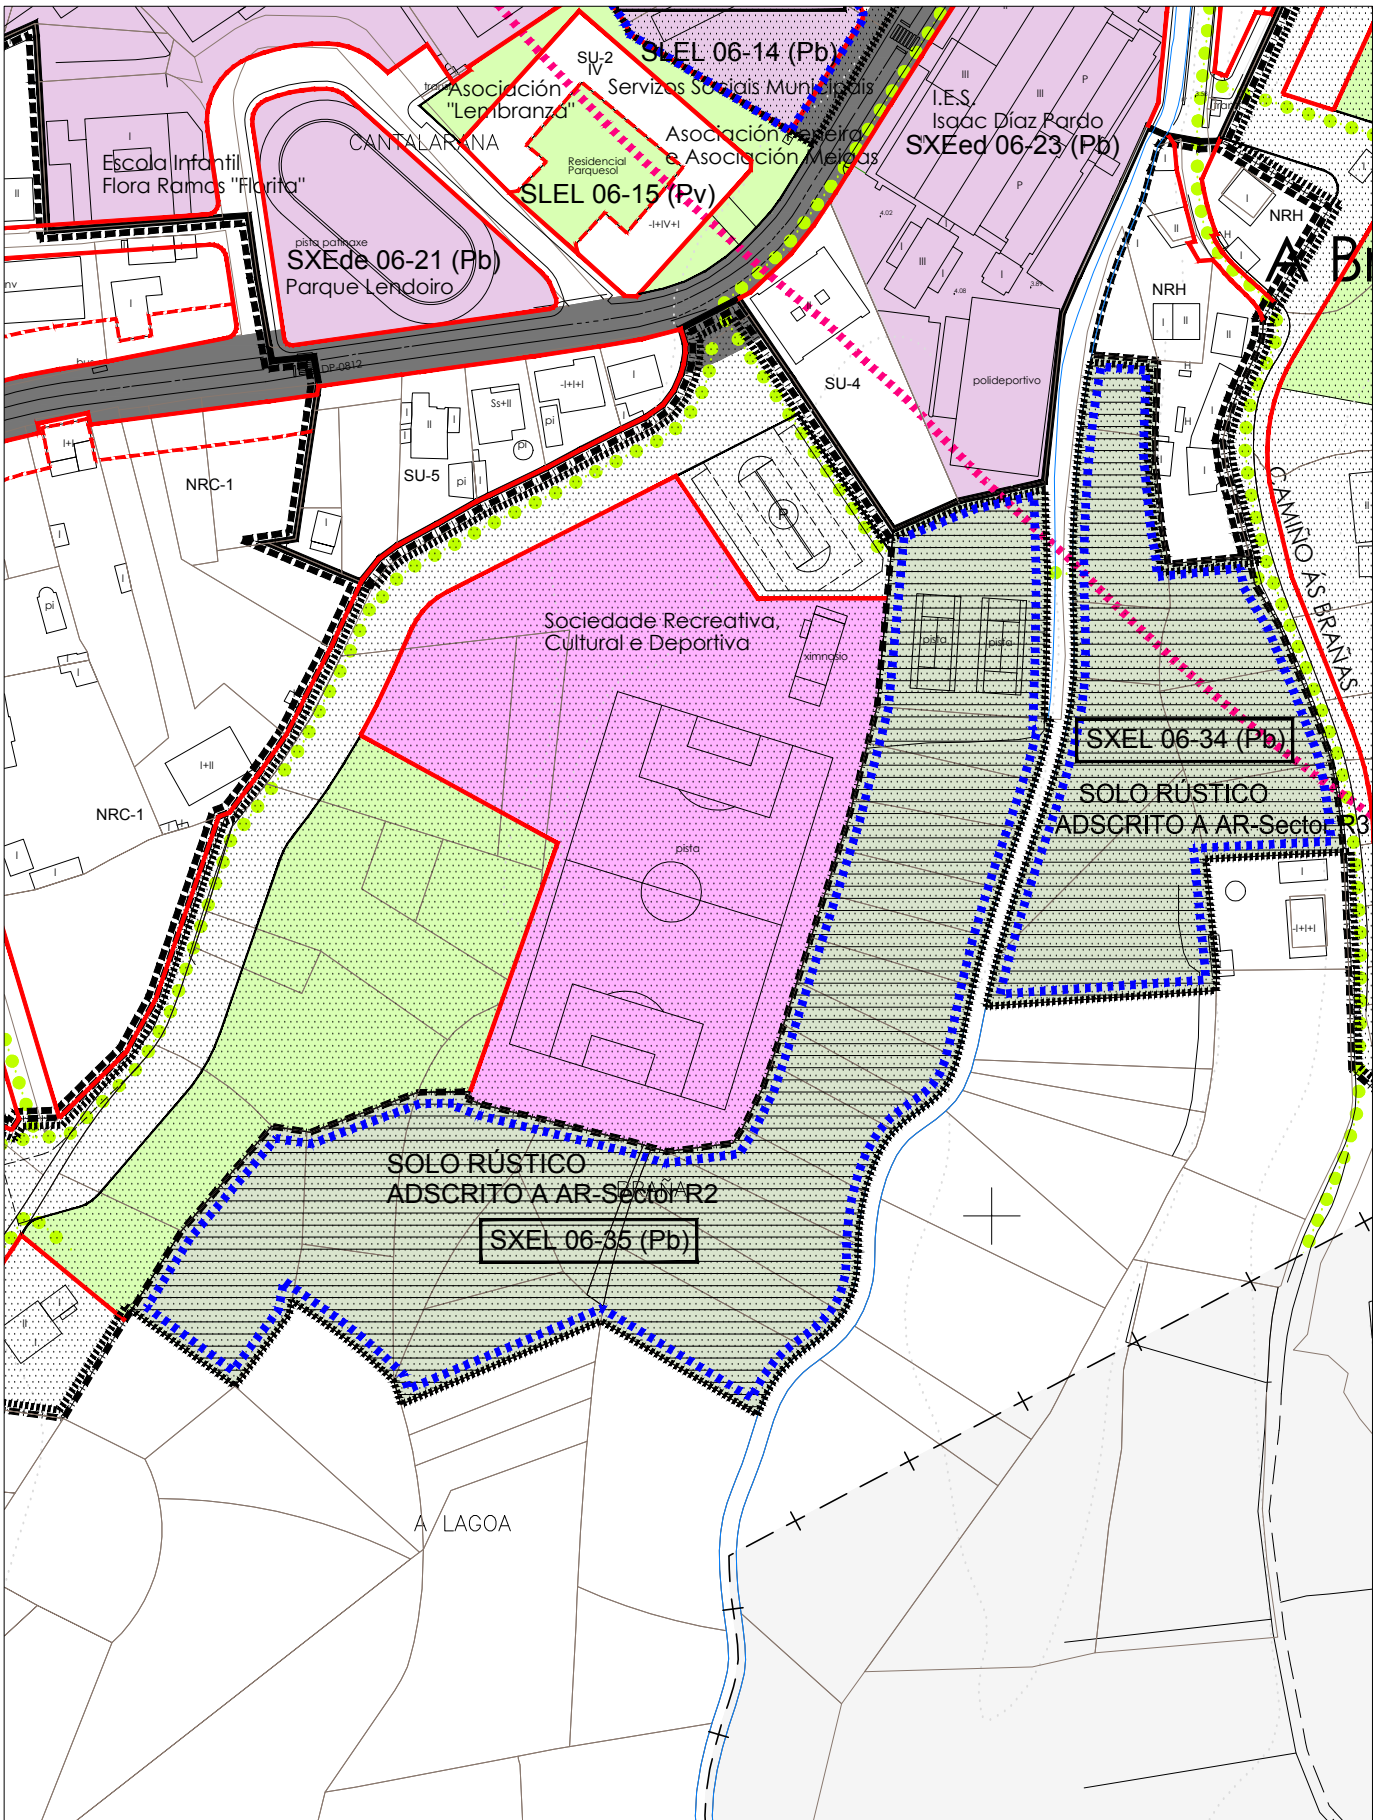 SU-2
IV
SLEL 06-14 (Pb)
Servizos Sociais Municipais
Asociación
"Lembranza"
CANTALARANA
Escola Infantil
Flora Ramos "Florita"
I.E.S.
Isaac Díaz Pardo
SXEed 06-23 (Pb)
Residencial
Parquesol
SLEL 06-15 (Pv)
-I+IV+I
pista patinaxe
SXEde 06-21 (Pb)
Parque Lendoiro
NRH
NRH
DP-0812
SU-4
polideportivo
SU-5
Ss+II
-I+I+I
pi
pi
pi
I+I
NRC-1
CAMIÑO ÁS BRAÑAS
Sociedade Recreativa,
Cultural e Deportiva
ximnasio
pista
pista
SXEL 06-34 (Pb)
SOLO RÚSTICO
ADSCRITO A AR-Sector R3
I+II
NRC-1
pista
-I+I+I
SOLO RÚSTICO
ADSCRITO A AR-Sector R2
BRAÑA
SXEL 06-35 (Pb)
A LAGOA